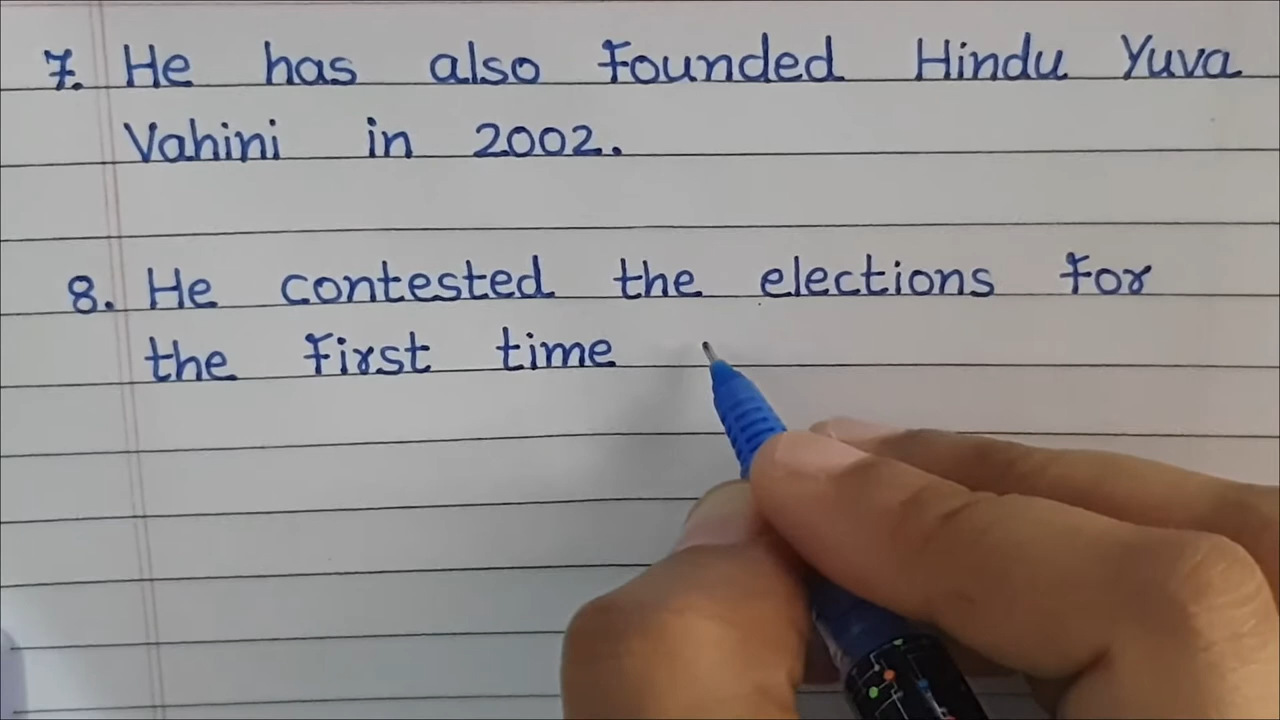 7. He has also founded Hindu Yuva
Vahini in 2002.
8. He contested the elections for
the first time